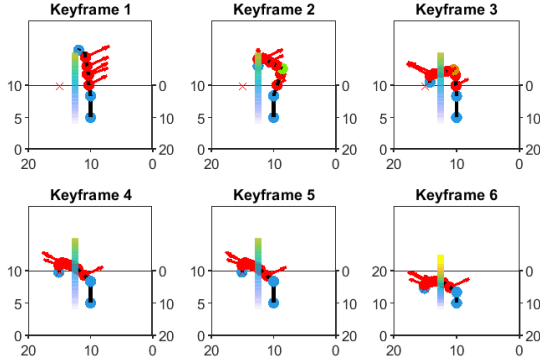 Keyframe 1 Keyframe 2 Keyframe 3
10 0 10 0 10 0
5 10 5 10 5 10
0 20 0 20 0 20
20 10 0 20 10 0 20 10 0
Keyframe 4 Keyframe 5 Keyframe 6
10 0 10 0 20 0
5 10 5 10 10 10
0 20 0 20 0 20
20 10 0 20 10 0 20 10 0